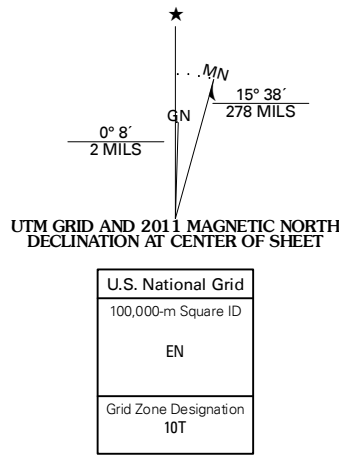 ★
MN
GN
15° 38´
278 MILS
0° 8´
2 MILS
UTM GRID AND 2011 MAGNETIC NORTH
DECLINATION AT CENTER OF SHEET
U.S. National Grid
100,000-m Square ID
EN
Grid Zone Designation
10T